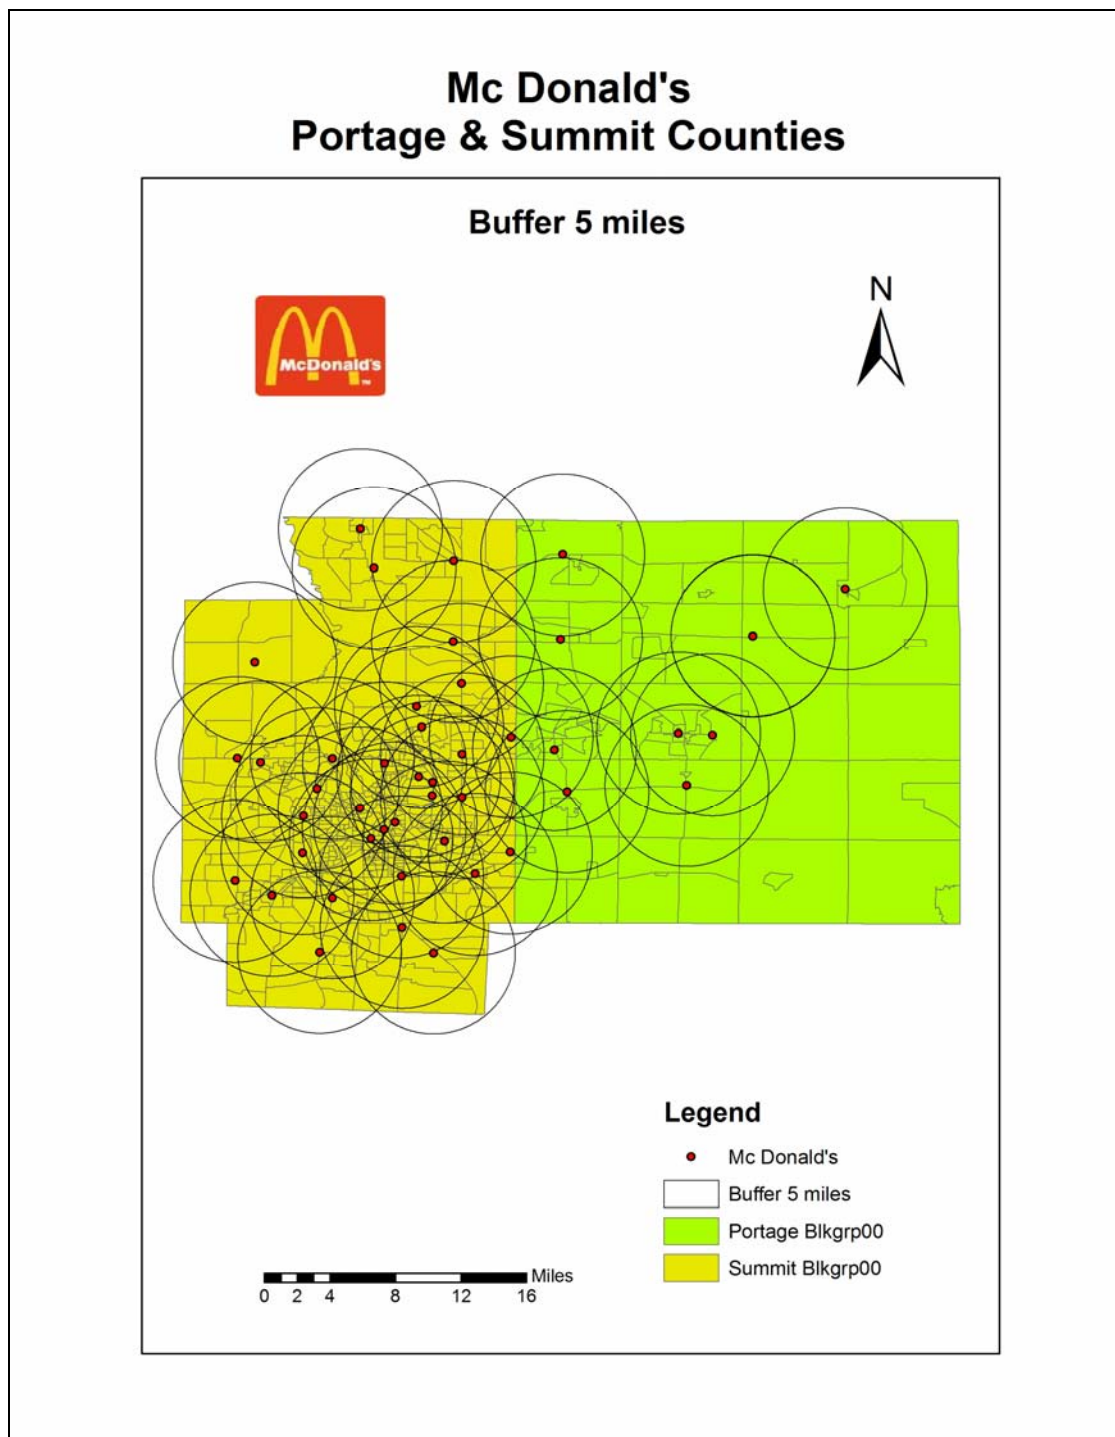 Mc Donald's
Portage & Summit Counties
Buffer 5 miles
McDonald's
TM
N
Legend
Mc Donald's
Buffer 5 miles
Portage Blkgrp00
Summit Blkgrp00
Miles
0 2 4 8 12 16